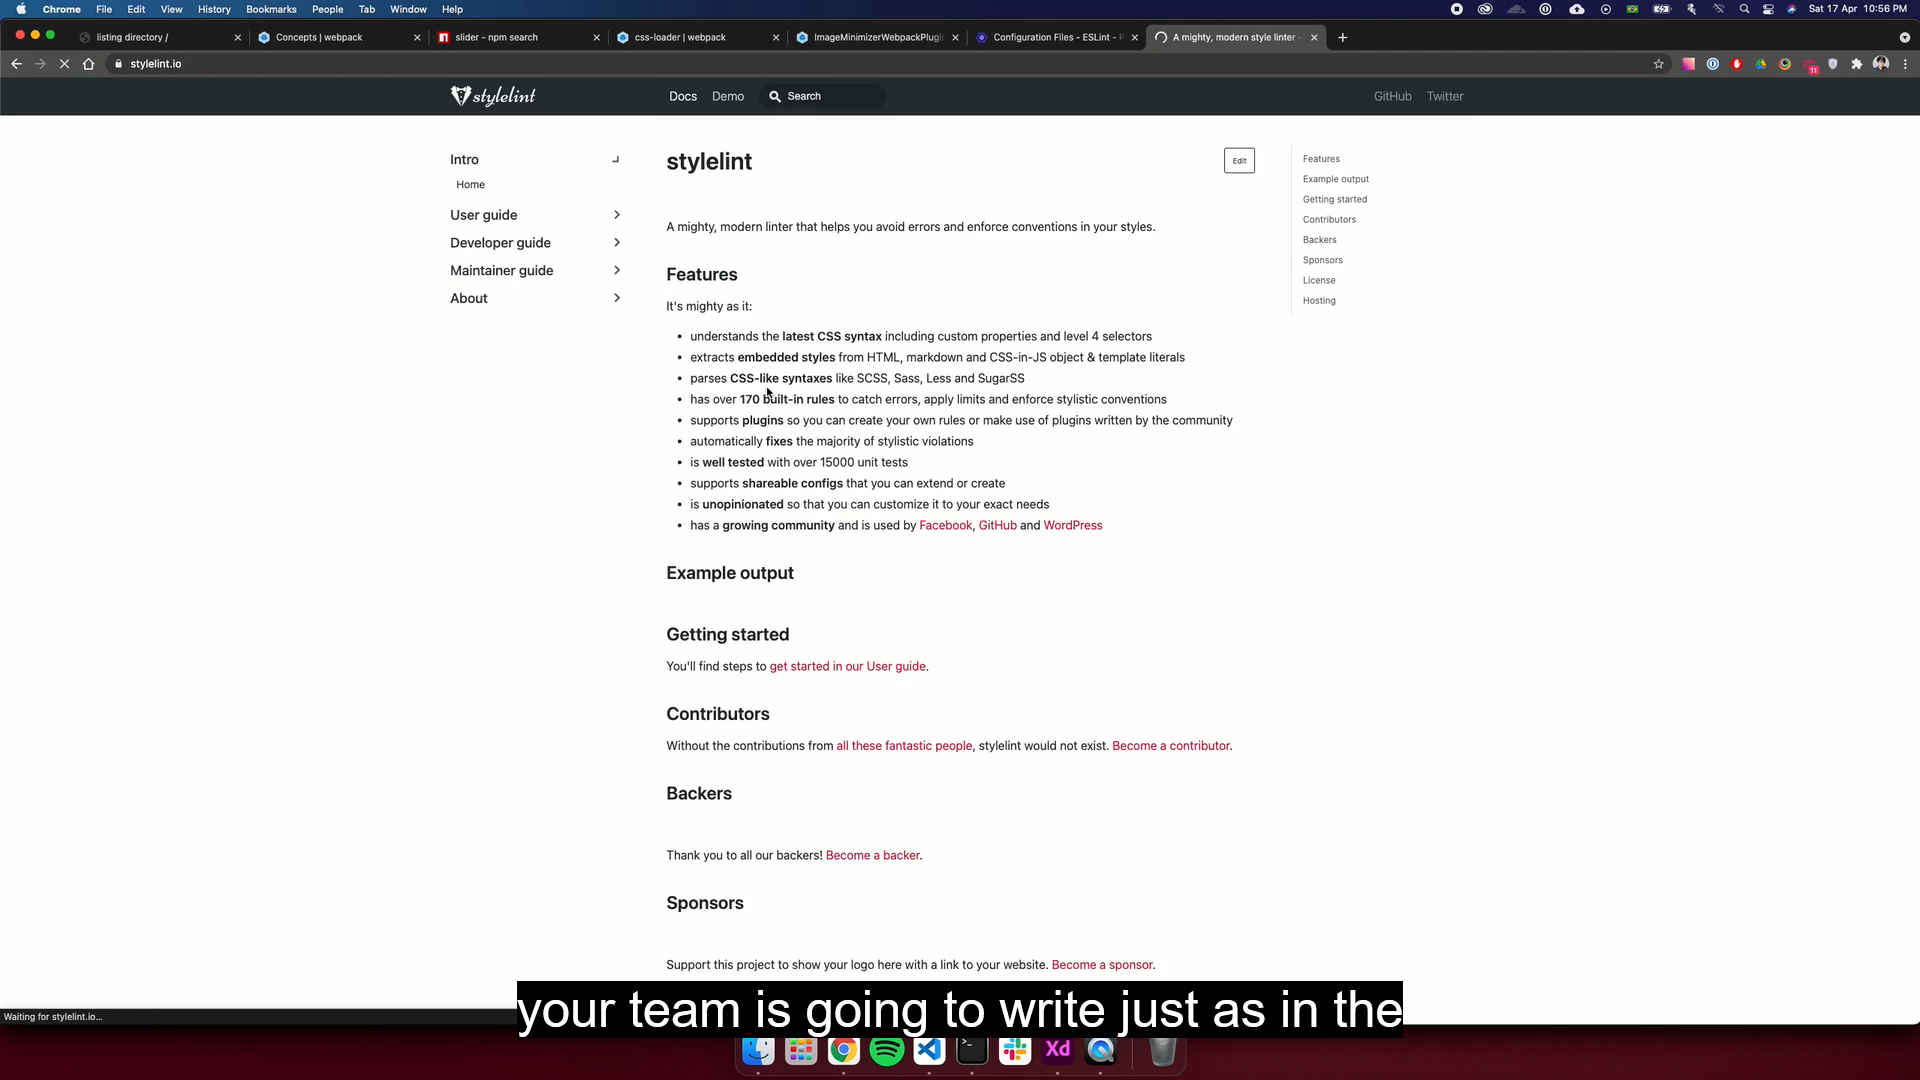 Chrome File Edit View History Bookmarks People Tab Window Help
Sat 17 Apr 10:56 PM
listing directory /
Concepts | webpack
slider - npm search
css-loader | webpack
ImageMinimizerWebpackPlugi
Configuration Files - ESLint - P
A mighty, modern style linter
stylelint.io
11
stylelint
Docs Demo Search
GitHub Twitter
Intro
Home
User guide
Developer guide
Maintainer guide
About
stylelint
Edit
A mighty, modern linter that helps you avoid errors and enforce conventions in your styles.
Features
It's mighty as it:
• understands the latest CSS syntax including custom properties and level 4 selectors
• extracts embedded styles from HTML, markdown and CSS-in-JS object & template literals
• parses CSS-like syntaxes like SCSS, Sass, Less and SugarSS
• has over 170 built-in rules to catch errors, apply limits and enforce stylistic conventions
• supports plugins so you can create your own rules or make use of plugins written by the community
• automatically fixes the majority of stylistic violations
• is well tested with over 15000 unit tests
• supports shareable configs that you can extend or create
• is unopinionated so that you can customize it to your exact needs
• has a growing community and is used by Facebook, GitHub and WordPress
Example output
Getting started
You'll find steps to get started in our User guide.
Contributors
Without the contributions from all these fantastic people, stylelint would not exist. Become a contributor.
Backers
Thank you to all our backers! Become a backer.
Sponsors
Support this project to show your logo here with a link to your website. Become a sponsor.
Features
Example output
Getting started
Contributors
Backers
Sponsors
License
Hosting
Waiting for stylelint.io...
your team is going to write just as in the
Xd